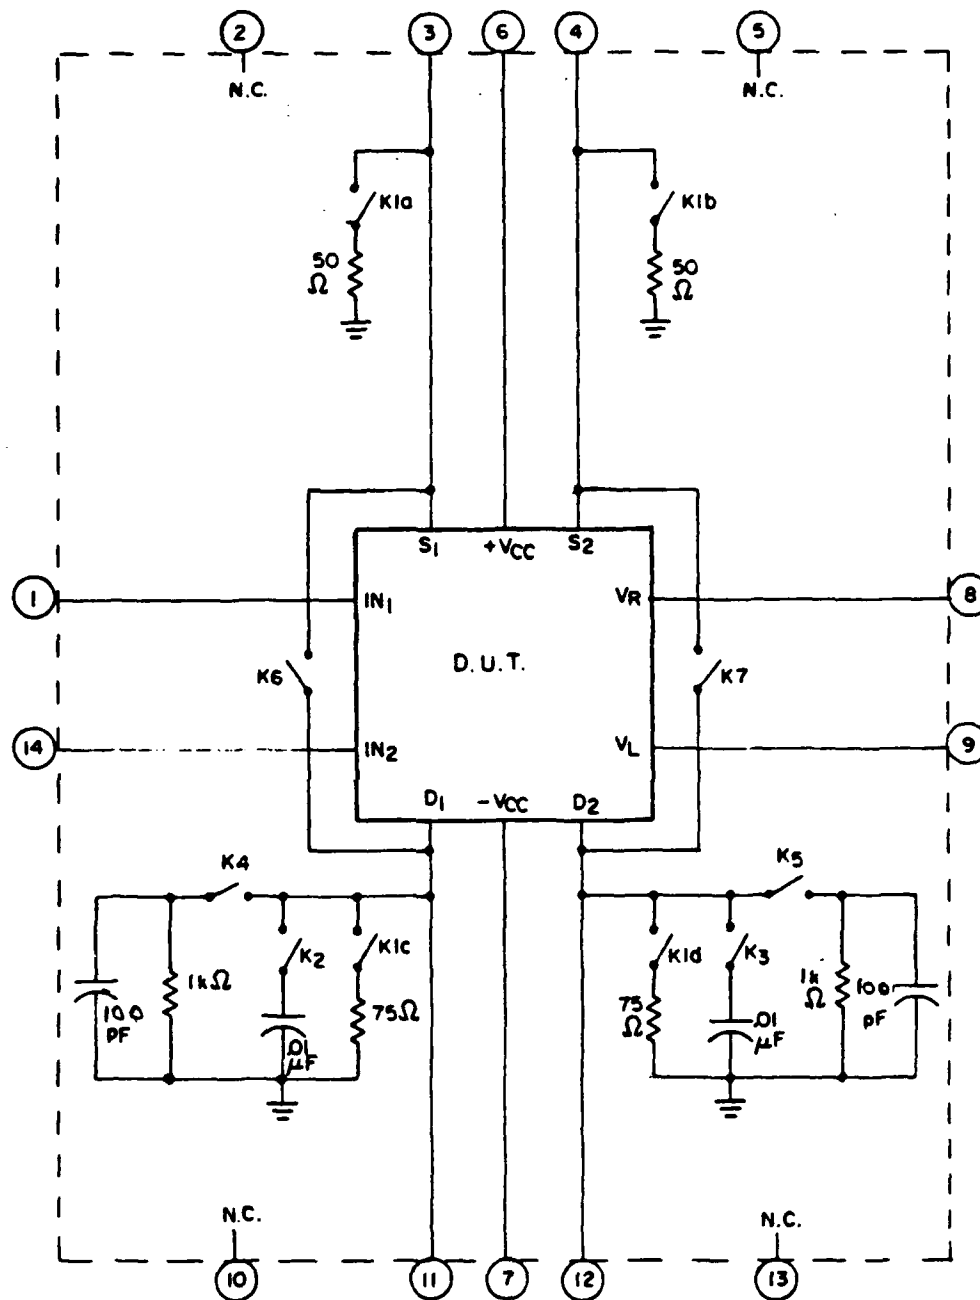 2 3 6 4 5
N.C. N.C.
K1a K1b
50 Ω 50 Ω
S1 +VCC S2
1 IN1 VR 8
K6 D.U.T. K7
14 IN2 VL 9
D1 -VCC D2
K4 K5
K2 K1c K1d K3
100 pF 1kΩ .01 μF 75Ω 75 Ω .01 μF 1k Ω 100 pF
N.C. N.C.
10 11 7 12 13